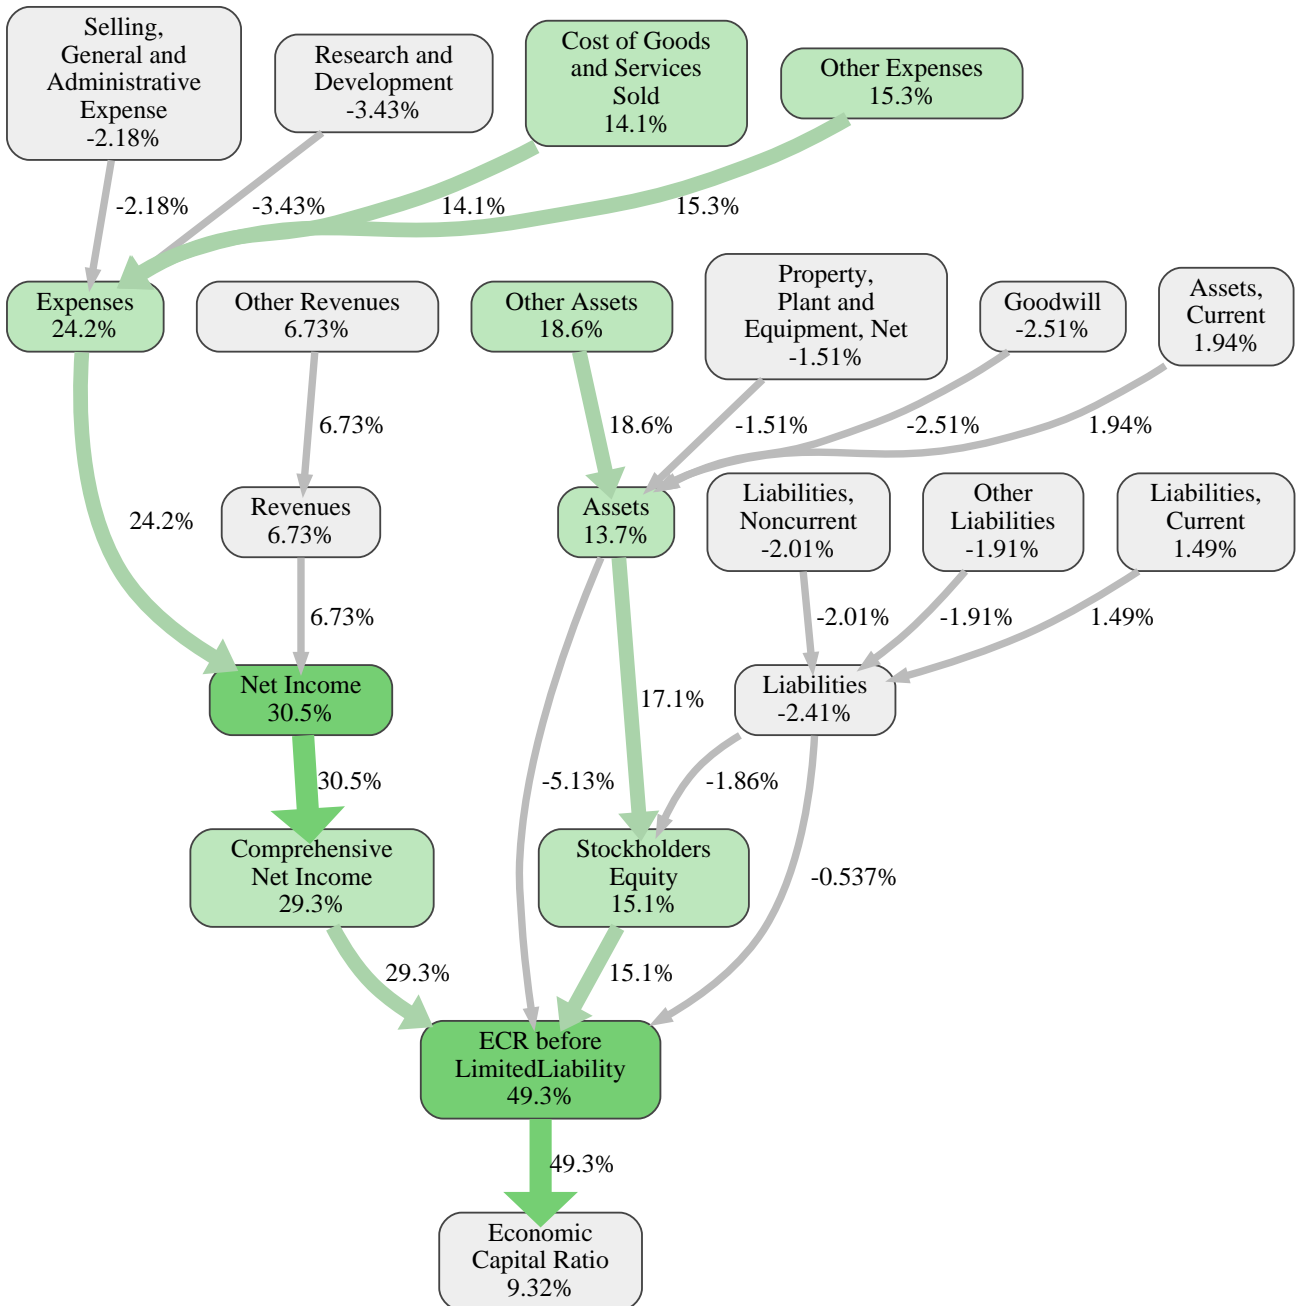 Selling,
General and
Administrative
Expense
-2.18%
Research and
Development
-3.43%
Cost of Goods
and Services
Sold
14.1%
Other Expenses
15.3%
-2.18%
-3.43%
14.1%
15.3%
Expenses
24.2%
Other Revenues
6.73%
Other Assets
18.6%
Property,
Plant and
Equipment, Net
-1.51%
Goodwill
-2.51%
Assets,
Current
1.94%
6.73%
18.6%
-1.51%
-2.51%
1.94%
24.2%
Revenues
6.73%
Assets
13.7%
Liabilities,
Noncurrent
-2.01%
Other
Liabilities
-1.91%
Liabilities,
Current
1.49%
6.73%
-2.01%
-1.91%
1.49%
Net Income
30.5%
17.1%
Liabilities
-2.41%
30.5%
-5.13%
-1.86%
Comprehensive
Net Income
29.3%
Stockholders
Equity
15.1%
-0.537%
29.3%
15.1%
ECR before
LimitedLiability
49.3%
49.3%
Economic
Capital Ratio
9.32%